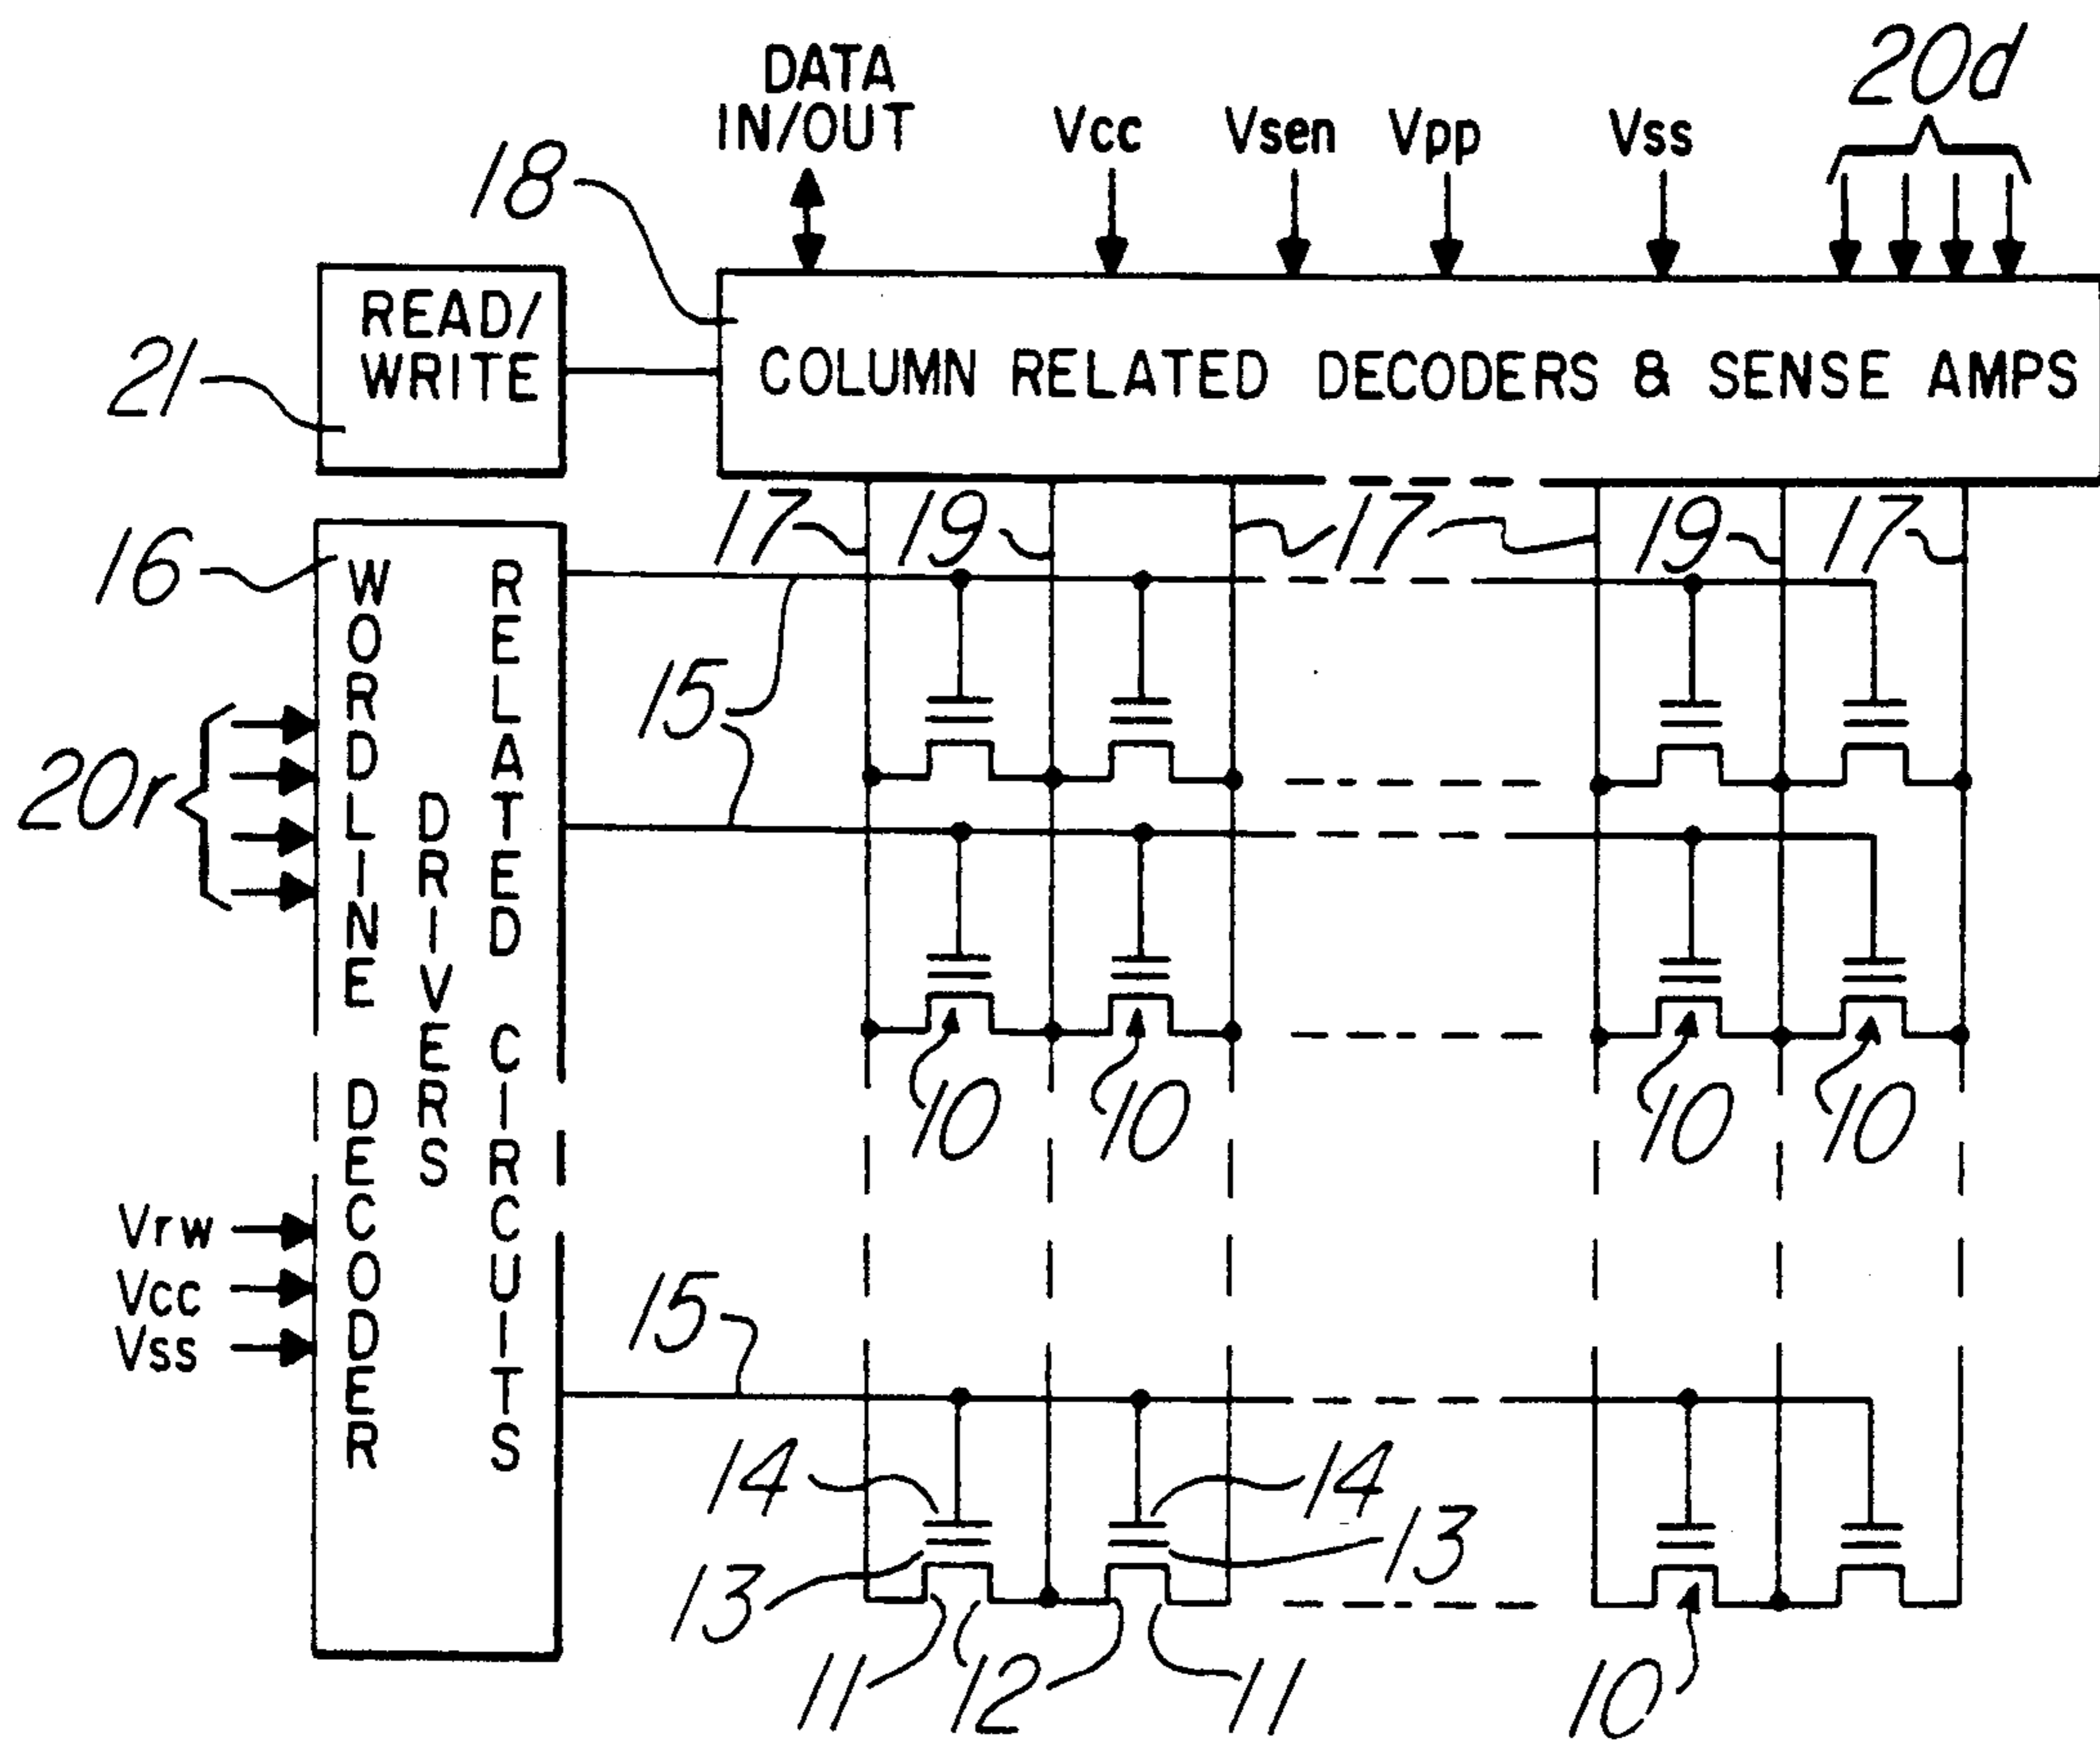 DATA
IN/OUT
Vcc
Vsen
Vpp
Vss
20d
18
READ/
WRITE
21
COLUMN RELATED DECODERS & SENSE AMPS
17
19
17
19
17
16
WORDLINE DECODER
DRIVERS
RELATED CIRCUITS
15
20r
10
10
10
10
Vrw
Vcc
Vss
15
14
14
13
13
11
12
11
10